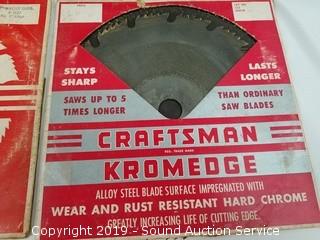 STAYS SHARP
LASTS LONGER
SAWS UP TO 5 TIMES LONGER
THAN ORDINARY SAW BLADES
CRAFTSMAN
REG. TRADE MARK
KROMEDGE
ALLOY STEEL BLADE SURFACE IMPREGNATED WITH
WEAR AND RUST RESISTANT HARD CHROME
GREATLY INCREASING LIFE OF CUTTING EDGE.
Copyright 2019 - Sound Auction Service